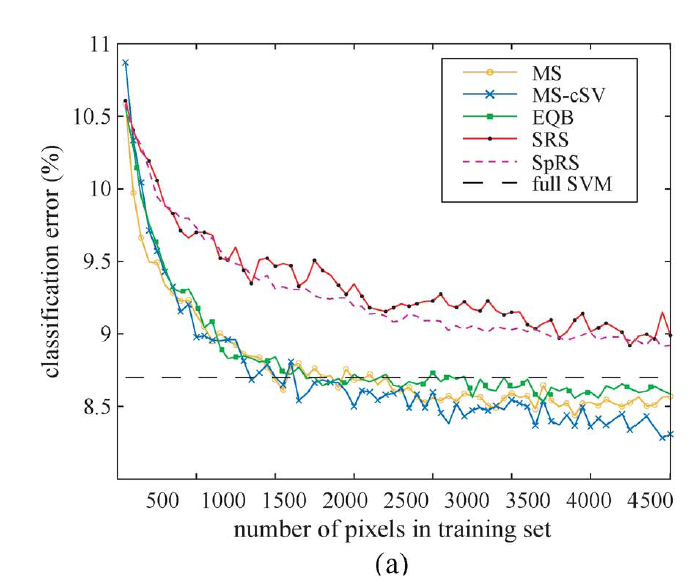 11
10.5
10
9.5
9
8.5
classification error (%)
MS
MS-cSV
EQB
SRS
SpRS
full SVM
500 1000 1500 2000 2500 3000 3500 4000 4500
number of pixels in training set
(a)